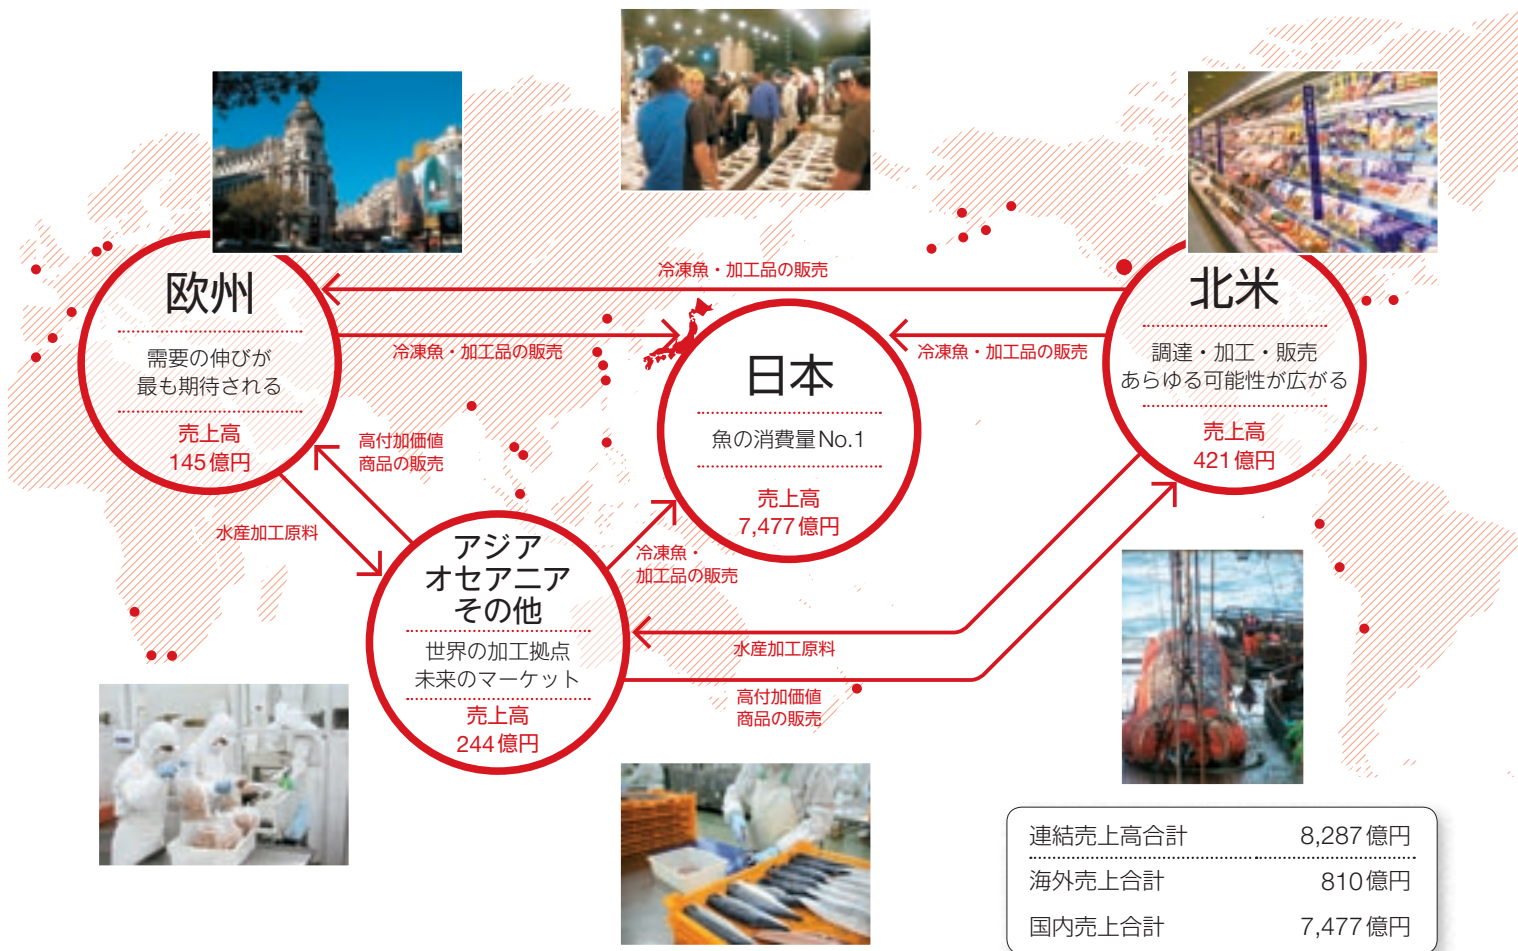 冷凍魚・加工品の販売
欧州
需要の伸びが
最も期待される
売上高
145億円
冷凍魚・加工品の販売
日本
魚の消費量No.1
売上高
7,477億円
冷凍魚・加工品の販売
北米
調達・加工・販売
あらゆる可能性が広がる
売上高
421億円
高付加価値
商品の販売
水産加工原料
アジア
オセアニア
その他
世界の加工拠点
未来のマーケット
売上高
244億円
冷凍魚・
加工品の販売
水産加工原料
高付加価値
商品の販売
連結売上高合計 8,287億円
海外売上合計 810億円
国内売上合計 7,477億円